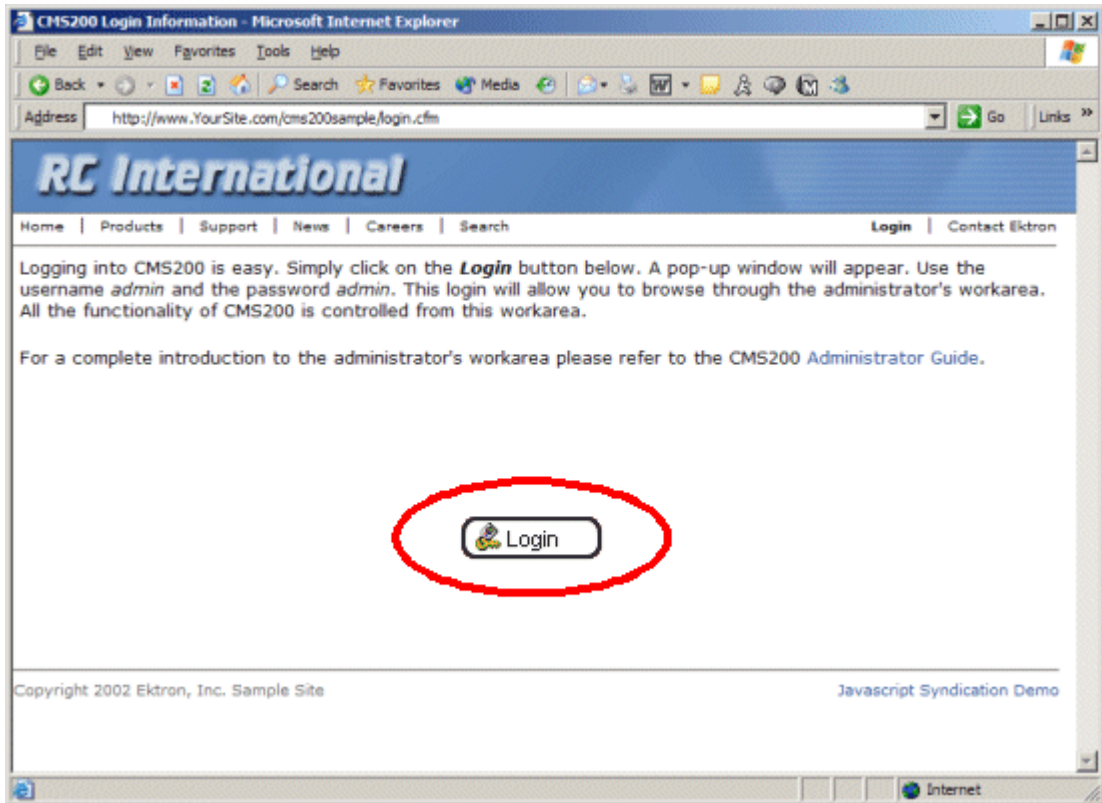 CMS200 Login Information - Microsoft Internet Explorer
File Edit View Favorites Tools Help
Back Search Favorites Media
Address http://www.YourSite.com/cms200sample/login.cfm Go Links »
RC International
Home | Products | Support | News | Careers | Search Login | Contact Ektron
Logging into CMS200 is easy. Simply click on the Login button below. A pop-up window will appear. Use the
username admin and the password admin. This login will allow you to browse through the administrator's workarea.
All the functionality of CMS200 is controlled from this workarea.
For a complete introduction to the administrator's workarea please refer to the CMS200 Administrator Guide.
Login
Copyright 2002 Ektron, Inc. Sample Site Javascript Syndication Demo
Internet